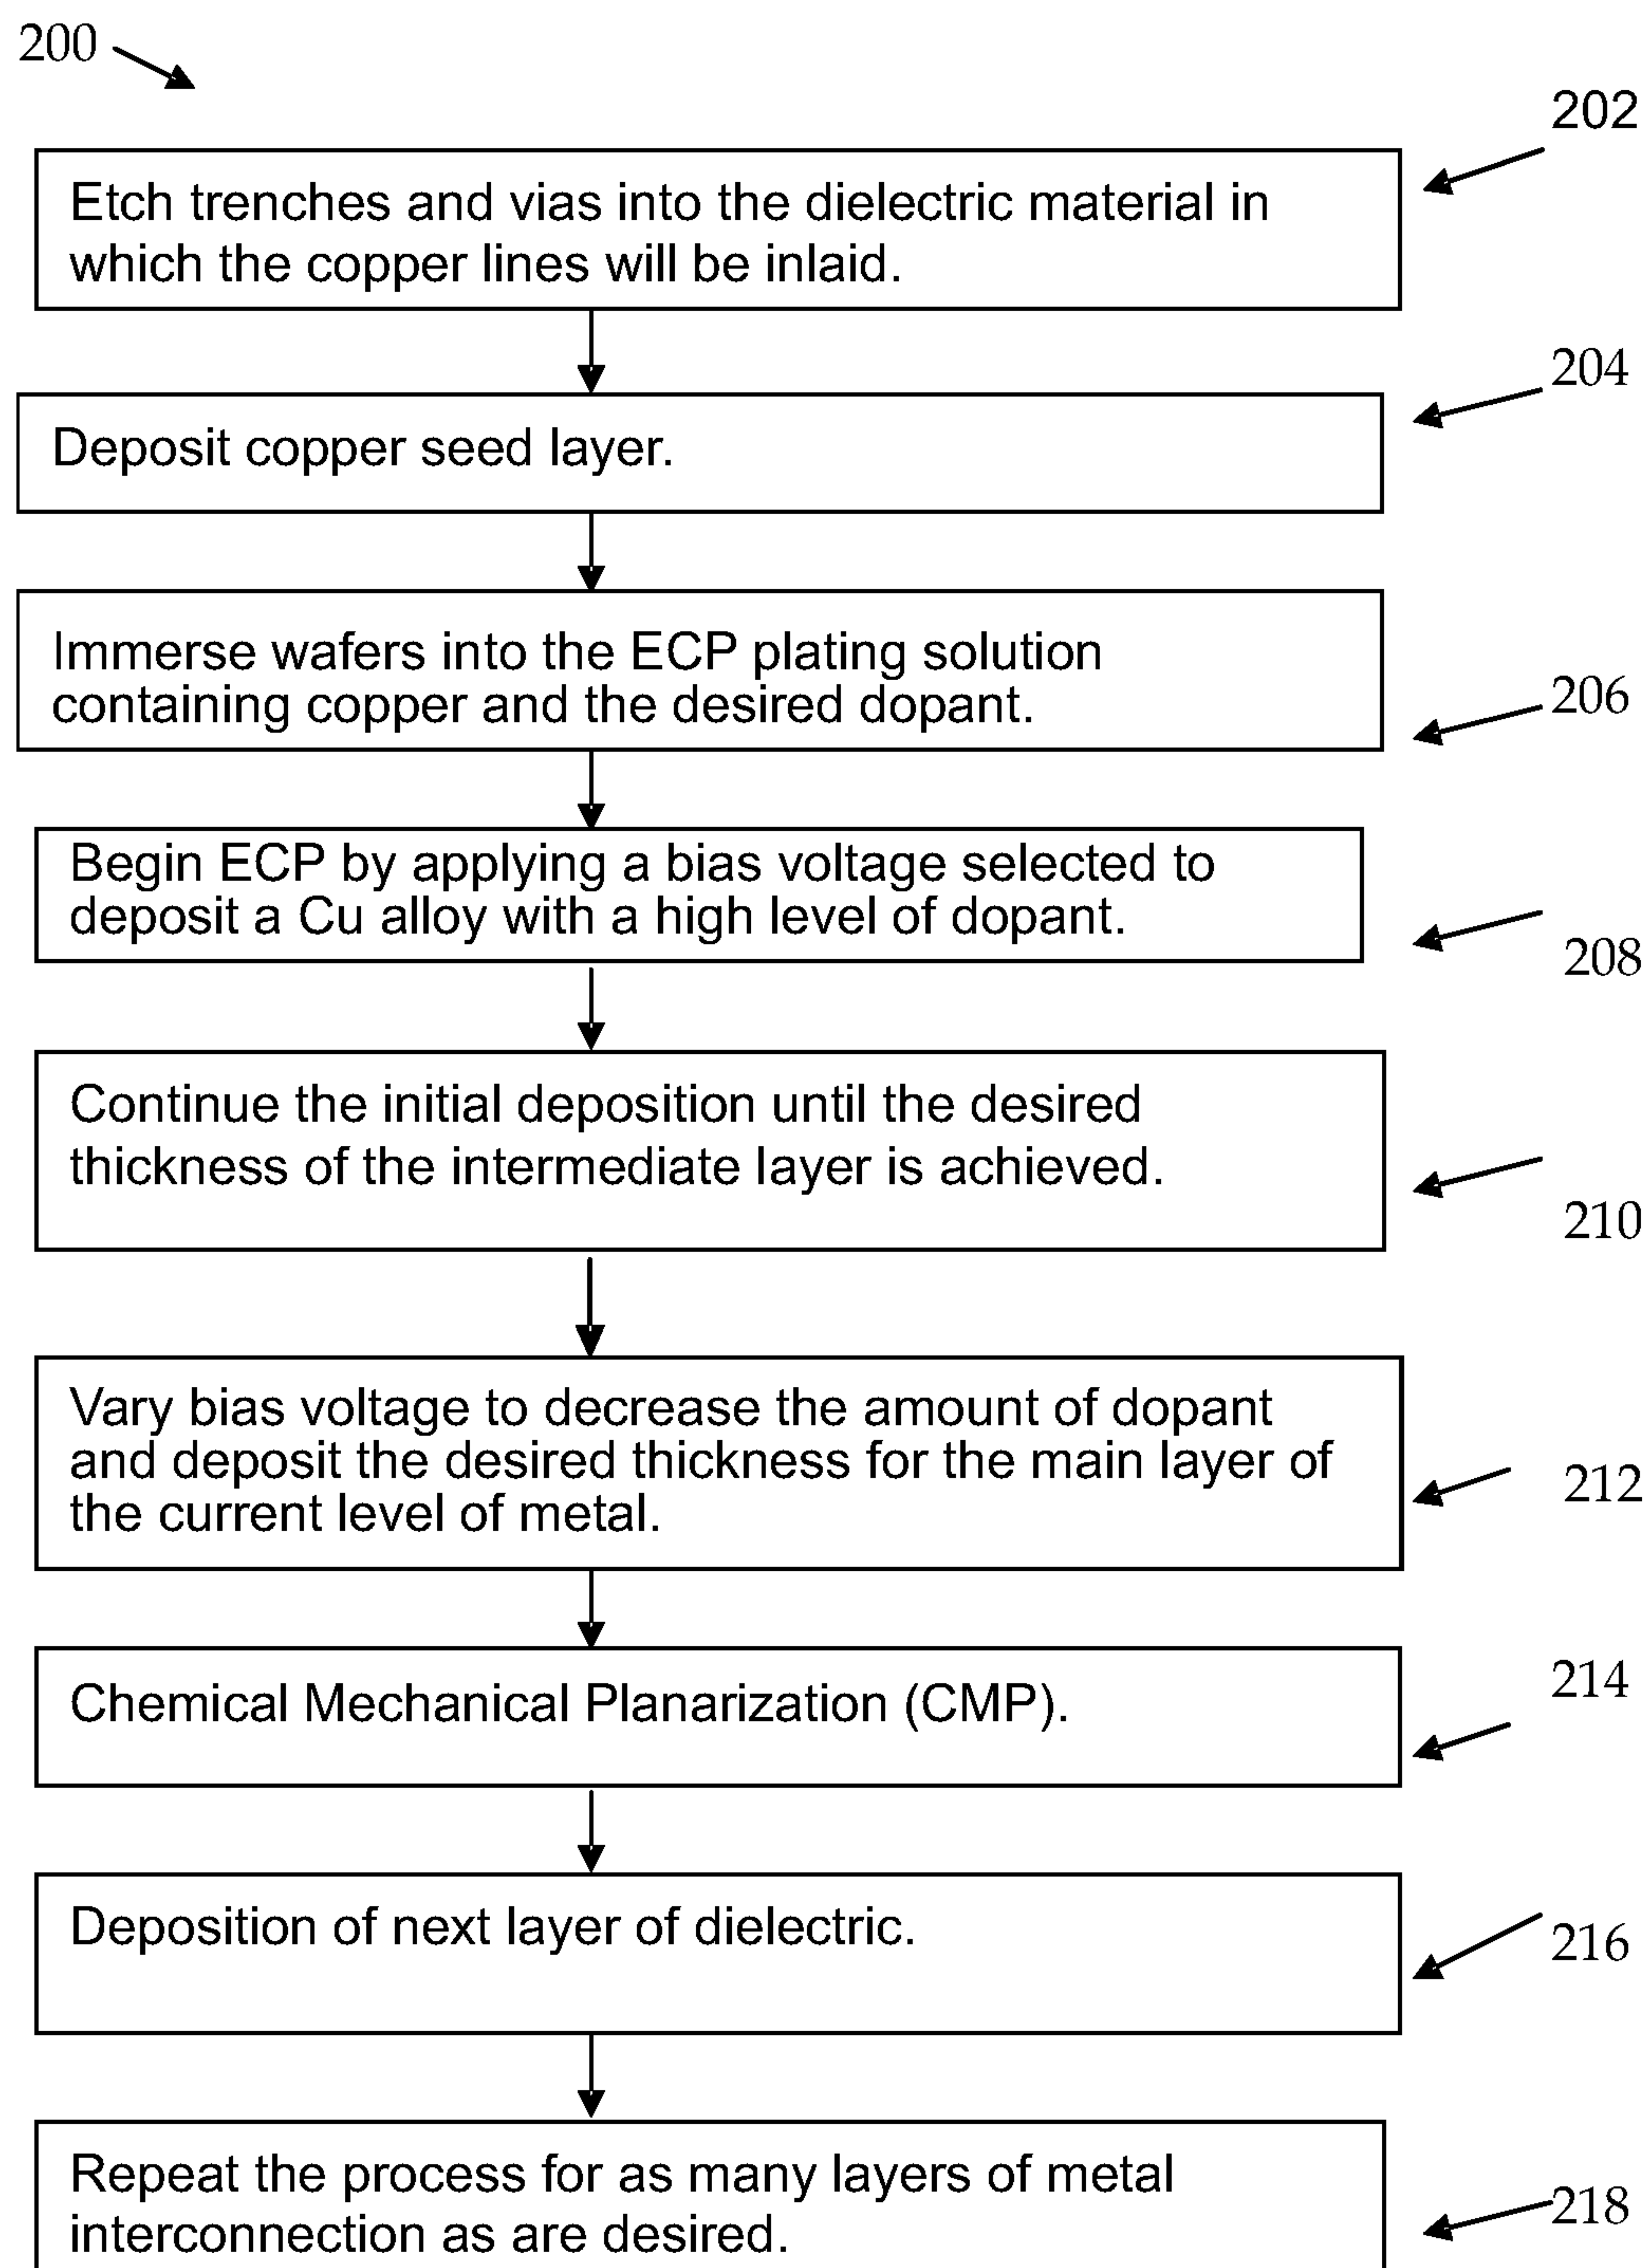 200
202
Etch trenches and vias into the dielectric material in
which the copper lines will be inlaid.
204
Deposit copper seed layer.
Immerse wafers into the ECP plating solution
containing copper and the desired dopant.
206
Begin ECP by applying a bias voltage selected to
deposit a Cu alloy with a high level of dopant.
208
Continue the initial deposition until the desired
thickness of the intermediate layer is achieved.
210
Vary bias voltage to decrease the amount of dopant
and deposit the desired thickness for the main layer of
the current level of metal.
212
Chemical Mechanical Planarization (CMP).
214
Deposition of next layer of dielectric.
216
Repeat the process for as many layers of metal
interconnection as are desired.
218